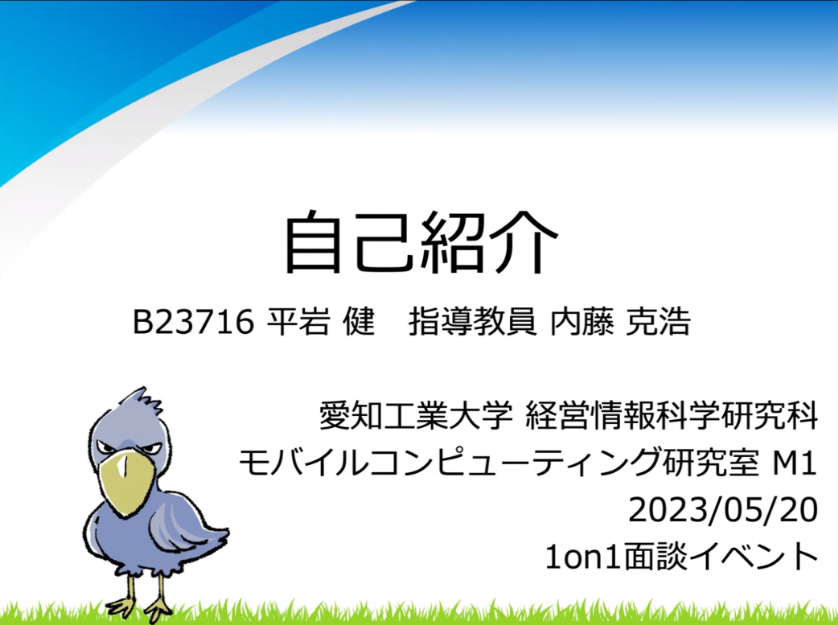 自己紹介
B23716 平岩 健　指導教員 内藤 克浩
愛知工業大学 経営情報科学研究科
モバイルコンピューティング研究室 M1
2023/05/20
1on1面談イベント